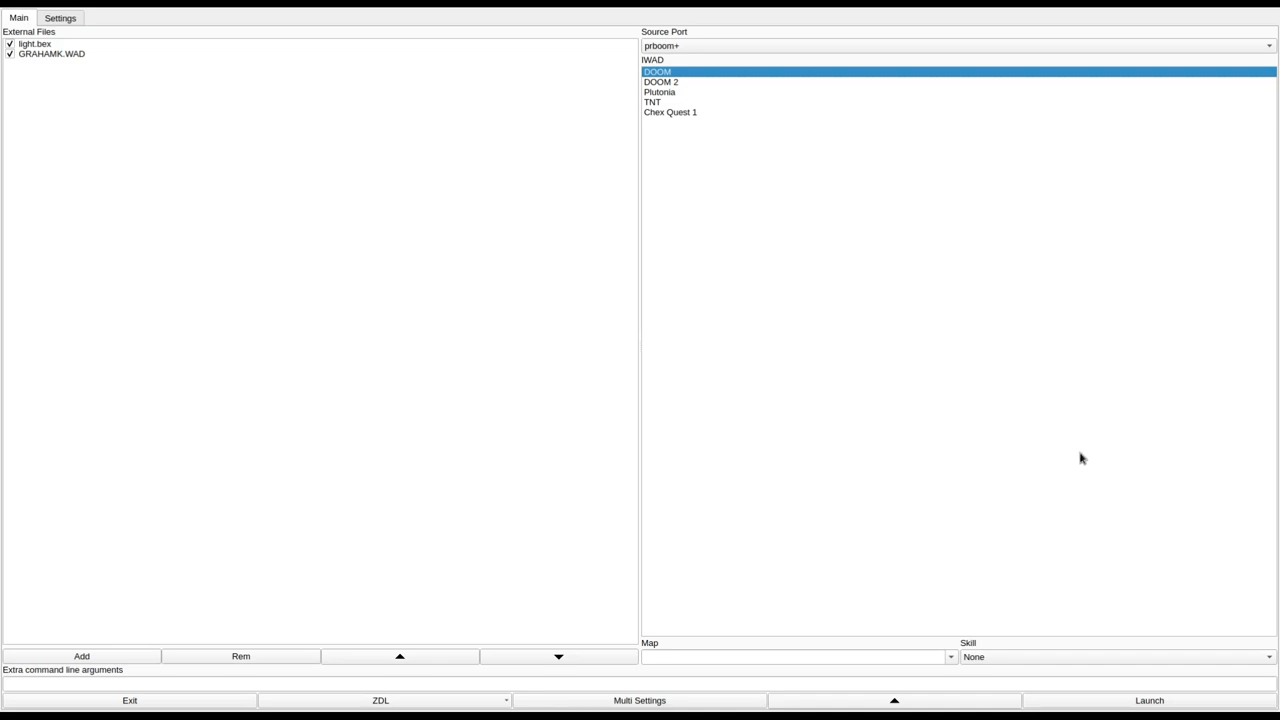 Main Settings
External Files
light.bex
GRAHAMK.WAD
Source Port
prboom+
IWAD
DOOM
DOOM 2
Plutonia
TNT
Chex Quest 1
Map Skill
None
Add Rem
Extra command line arguments
Exit ZDL Multi Settings Launch